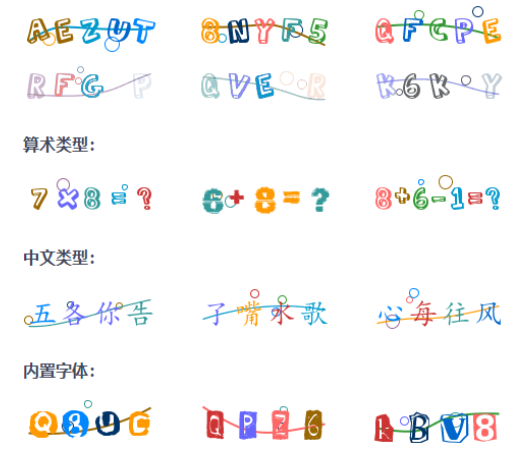 AEZUT 8NYF5 QFCPE
RFG P QVE R K6K Y
算术类型：
7×8=? 6+8=? 8+6-1=?
中文类型：
五各你告 子嘴水歌 心每往风
内置字体：
Q8UC QPZ6 kBV8